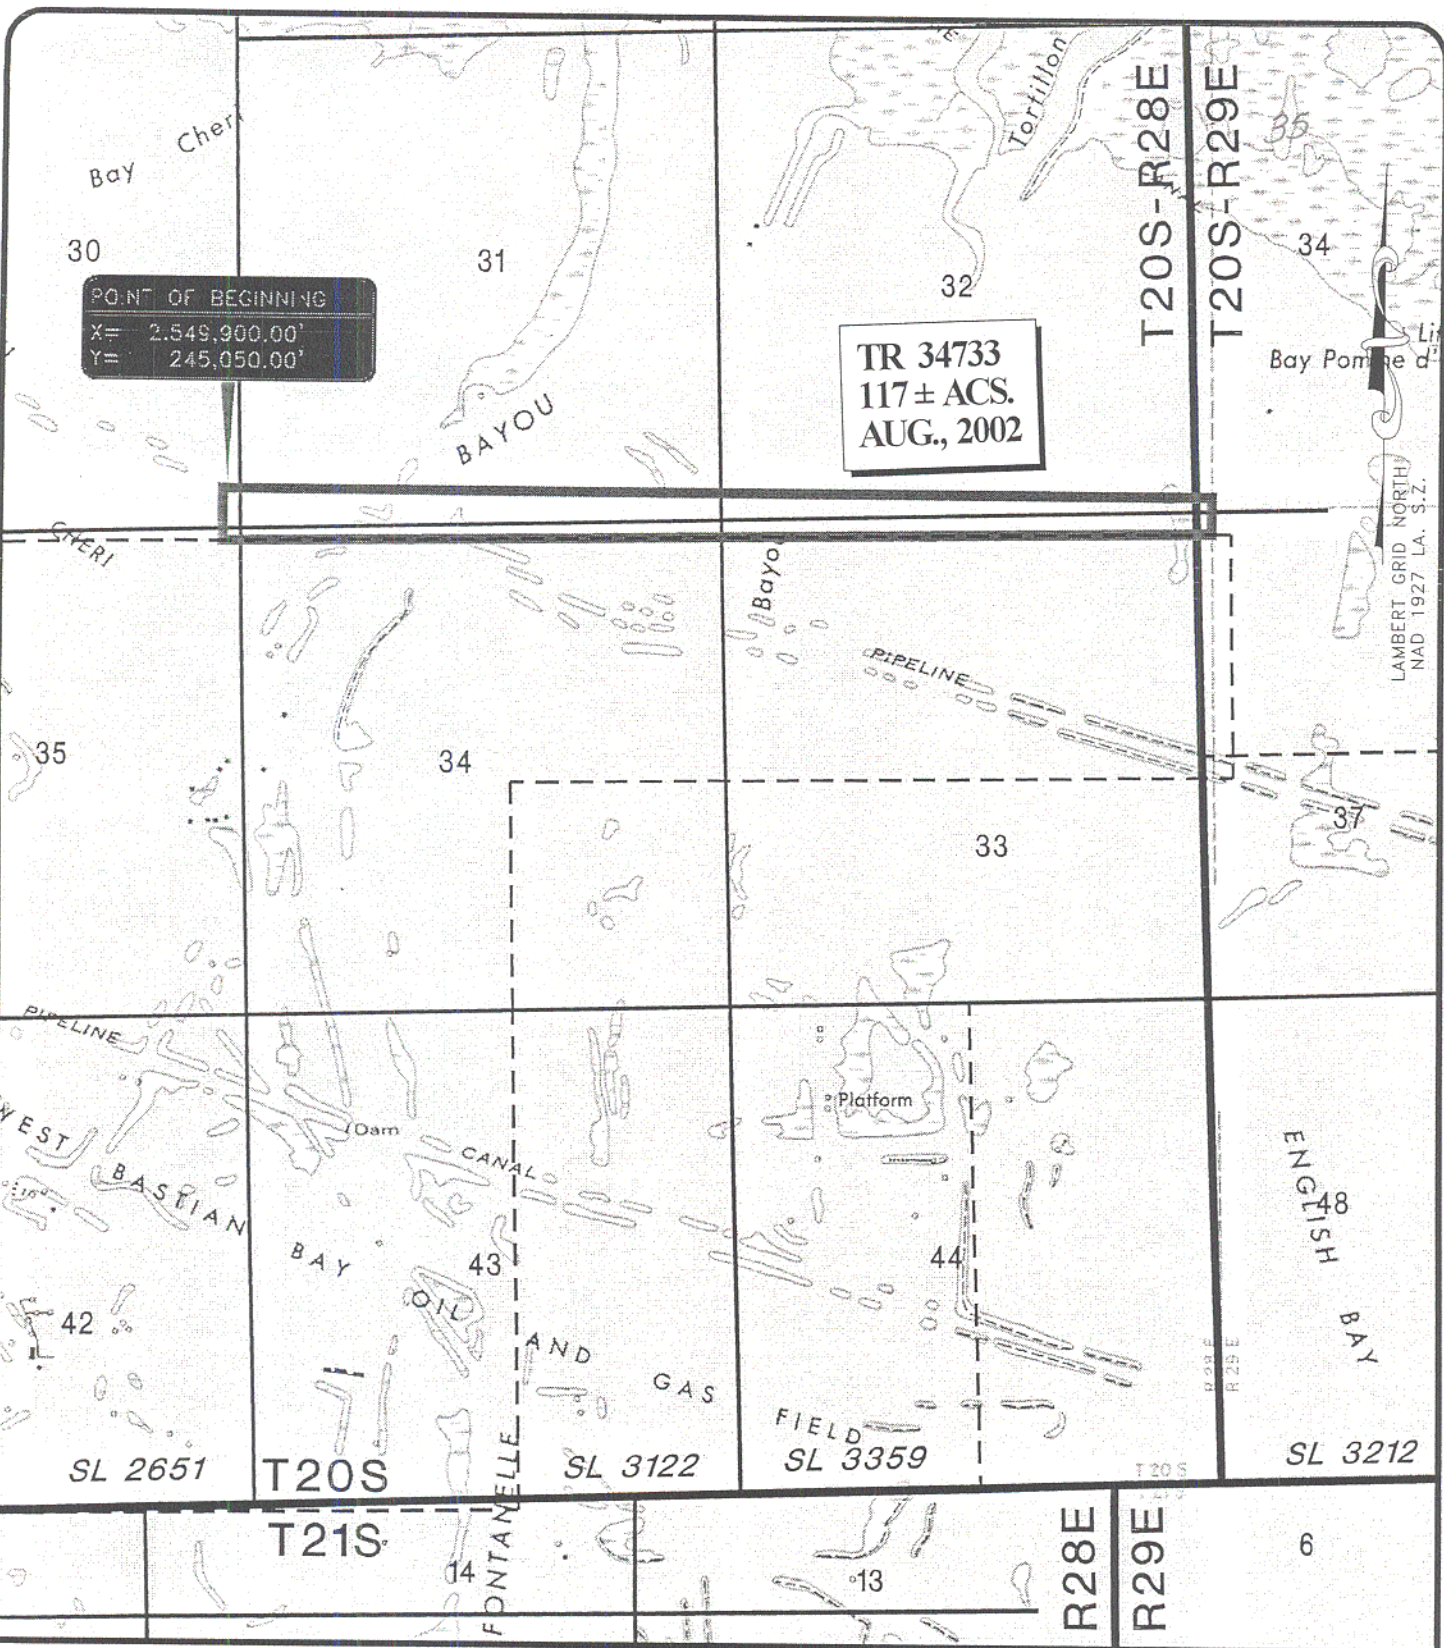 Bay Cheri
Tortillon
T20S-R28E
T20S-R29E
35
30
31
32
34
POINT OF BEGINNING
X= 2,549,900.00'
Y= 245,050.00'
TR 34733
117 ± ACS.
AUG., 2002
Bay Pomme d'
Lit
BAYOU
CHERI
Bayou
LAMBERT GRID NORTH
NAD 1927 LA. S.Z.
PIPELINE
35
34
33
37
PIPELINE
Platform
Dam
CANAL
WEST BASTIAN BAY OIL AND GAS FIELD
ENGLISH BAY
48
43
44
42
R28E
R29E
SL 2651
T20S
SL 3122
SL 3359
T20S
SL 3212
FONTANELLE
T21S
14
13
R28E
R29E
6